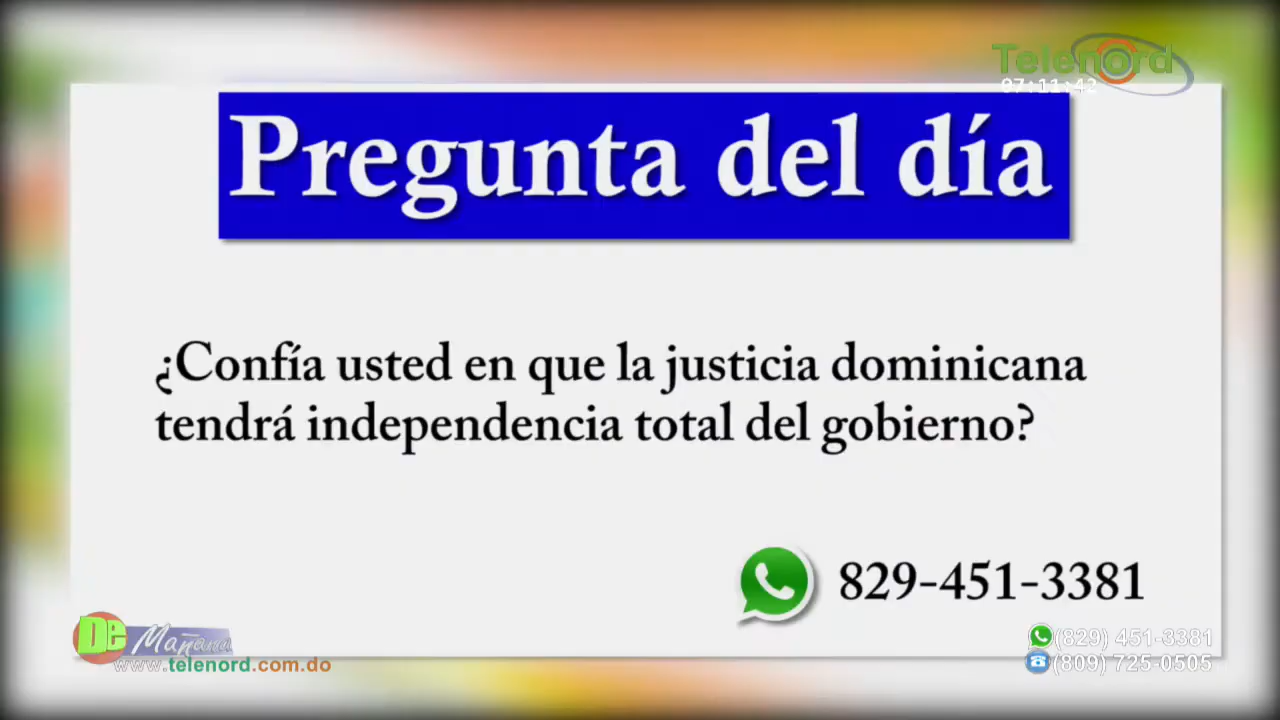 Telenord
07:11:42
Pregunta del día
¿Confía usted en que la justicia dominicana
tendrá independencia total del gobierno?
829-451-3381
De Mañana
www.telenord.com.do
(829) 451-3381
(809) 725-0505